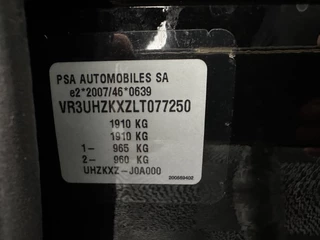 PSA AUTOMOBILES SA
e2*2007/46*0639
VR3UHZKXZLT077250
1910 KG
1910 KG
1- 965 KG
2- 960 KG
UHZKXZ-J0A000